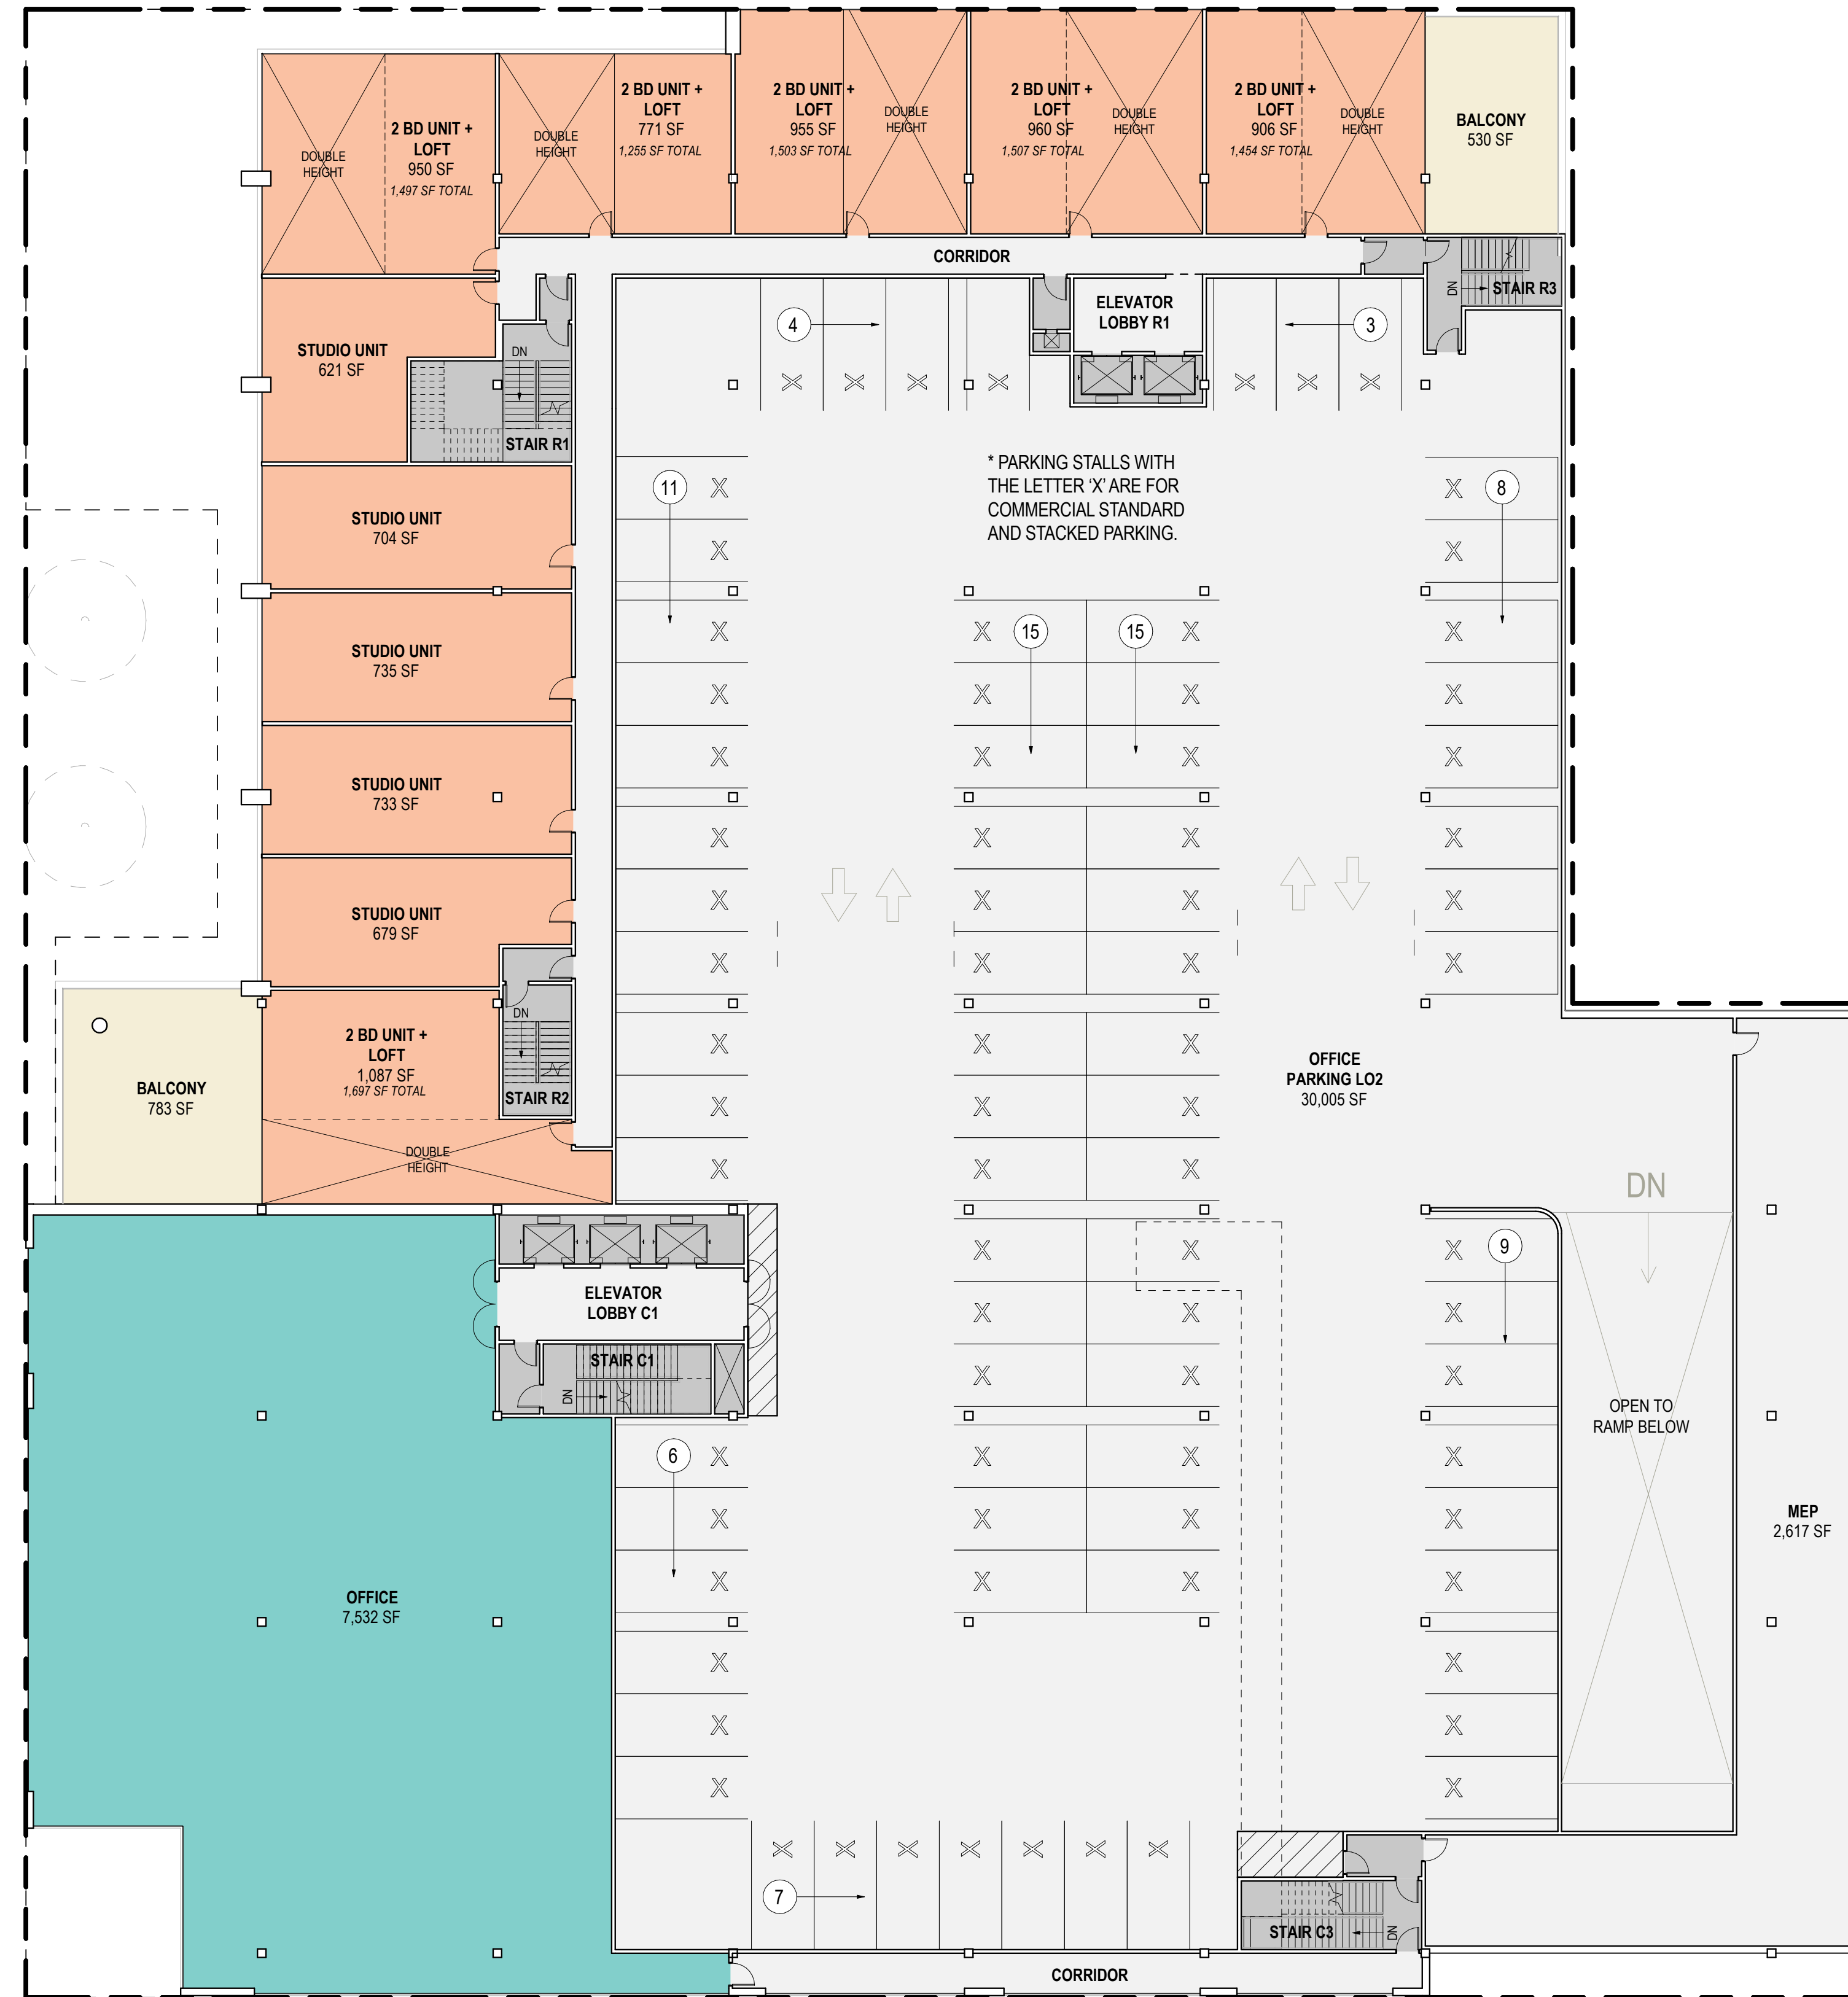 2 BD UNIT +
LOFT
950 SF
1,497 SF TOTAL
DOUBLE
HEIGHT
2 BD UNIT +
LOFT
771 SF
1,255 SF TOTAL
DOUBLE
HEIGHT
2 BD UNIT +
LOFT
955 SF
1,503 SF TOTAL
DOUBLE
HEIGHT
2 BD UNIT +
LOFT
960 SF
1,507 SF TOTAL
DOUBLE
HEIGHT
2 BD UNIT +
LOFT
906 SF
1,454 SF TOTAL
DOUBLE
HEIGHT
BALCONY
530 SF
CORRIDOR
STAIR R3
DN
ELEVATOR
LOBBY R1
4
3
X X X X
X X X
STUDIO UNIT
621 SF
DN
STAIR R1
* PARKING STALLS WITH
THE LETTER ‘X’ ARE FOR
COMMERCIAL STANDARD
AND STACKED PARKING.
11
8
X X
X X
STUDIO UNIT
704 SF
15
15
X X X X
X X X X
X X X X
STUDIO UNIT
735 SF
STUDIO UNIT
733 SF
X X X X
X X X X
X X X X
STUDIO UNIT
679 SF
2 BD UNIT +
LOFT
1,087 SF
1,697 SF TOTAL
DOUBLE
HEIGHT
DN
STAIR R2
BALCONY
783 SF
X X X
X X X
X X X
OFFICE
PARKING LO2
30,005 SF
DN
ELEVATOR
LOBBY C1
STAIR C1
DN
9
X X X
X X X
X X X
OPEN TO
RAMP BELOW
6
X X X X
X X X X
X X X X
MEP
2,617 SF
OFFICE
7,532 SF
X X
X X
X X
X X X X X X X
7
STAIR C3
DN
CORRIDOR